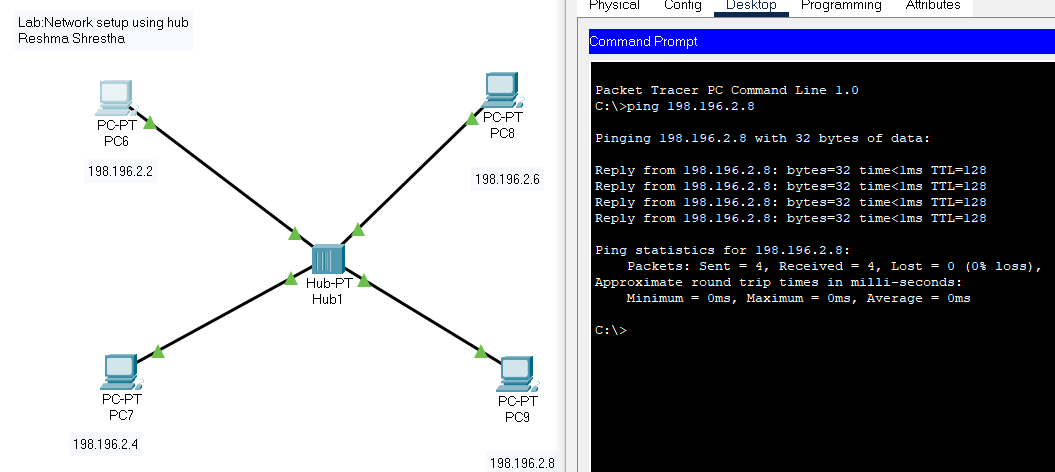 Lab:Network setup using hub
Reshma Shrestha
PC-PT
PC6
198.196.2.2
PC-PT
PC8
198.196.2.6
Hub-PT
Hub1
PC-PT
PC7
198.196.2.4
PC-PT
PC9
198.196.2.8
Physical Config Desktop Programming Attributes
Command Prompt
Packet Tracer PC Command Line 1.0
C:\>ping 198.196.2.8
Pinging 198.196.2.8 with 32 bytes of data:
Reply from 198.196.2.8: bytes=32 time<1ms TTL=128
Reply from 198.196.2.8: bytes=32 time<1ms TTL=128
Reply from 198.196.2.8: bytes=32 time<1ms TTL=128
Reply from 198.196.2.8: bytes=32 time<1ms TTL=128
Ping statistics for 198.196.2.8:
Packets: Sent = 4, Received = 4, Lost = 0 (0% loss),
Approximate round trip times in milli-seconds:
Minimum = 0ms, Maximum = 0ms, Average = 0ms
C:\>